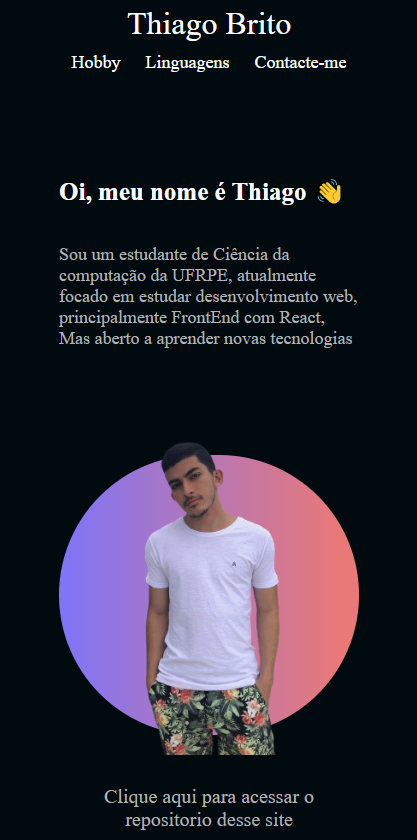 Thiago Brito
Hobby Linguagens Contacte-me
Oi, meu nome é Thiago 👋
Sou um estudante de Ciência da
computação da UFRPE, atualmente
focado em estudar desenvolvimento web,
principalmente FrontEnd com React,
Mas aberto a aprender novas tecnologias
A
Clique aqui para acessar o
repositorio desse site